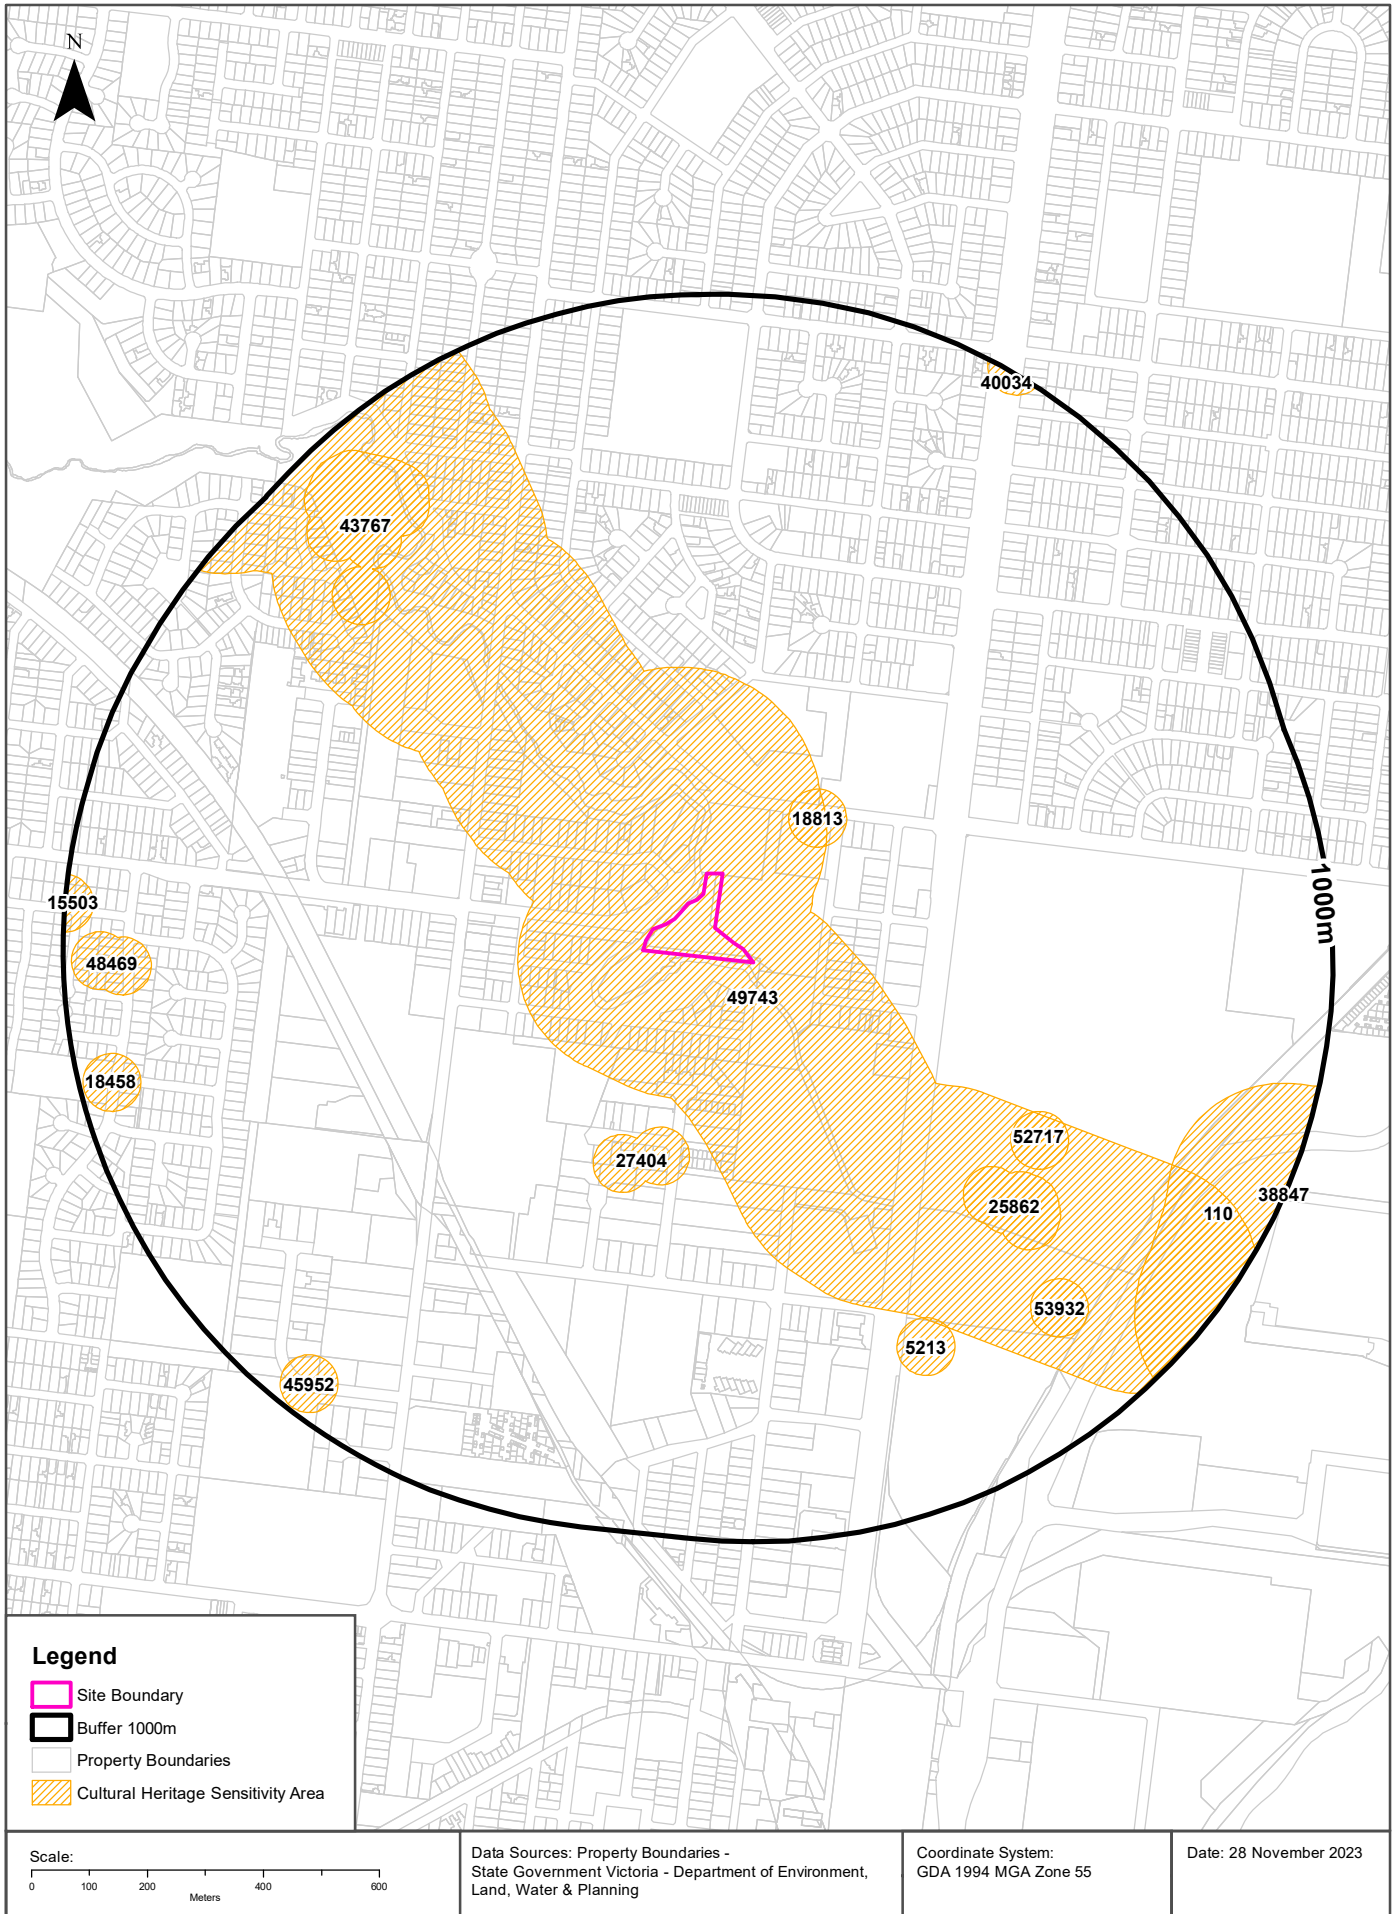 N
40034
43767
18813
1000m
15503
48469
49743
18458
52717
27404
38847
25862
110
53932
5213
45952
Legend
Site Boundary
Buffer 1000m
Property Boundaries
Cultural Heritage Sensitivity Area
Scale:
0 100 200 400 600
Meters
Data Sources: Property Boundaries -
State Government Victoria - Department of Environment,
Land, Water & Planning
Coordinate System:
GDA 1994 MGA Zone 55
Date: 28 November 2023